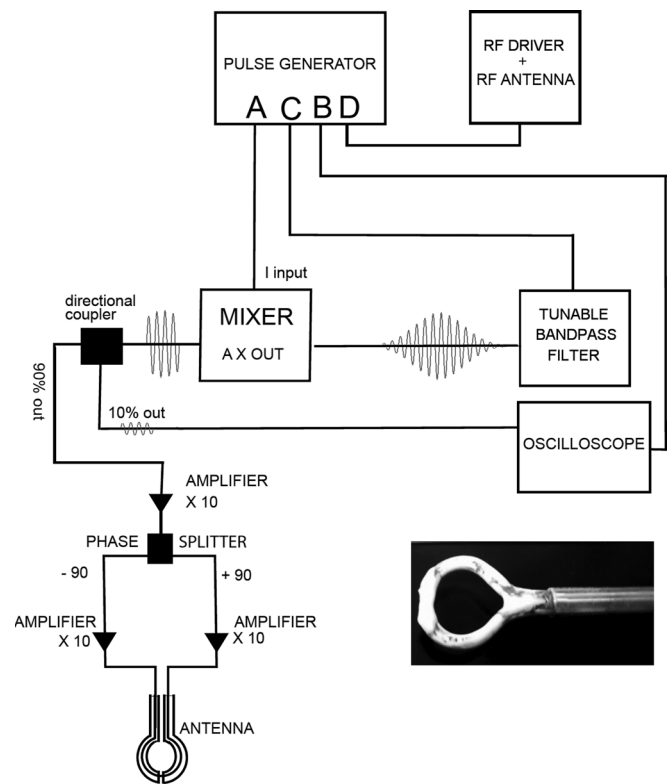 PULSE GENERATOR
A C B D
RF DRIVER
+
RF ANTENNA
I input
directional
coupler
MIXER
A X OUT
TUNABLE
BANDPASS
FILTER
90% out
10% out
OSCILLOSCOPE
AMPLIFIER
X 10
PHASE SPLITTER
- 90
+ 90
AMPLIFIER
X 10
AMPLIFIER
X 10
ANTENNA